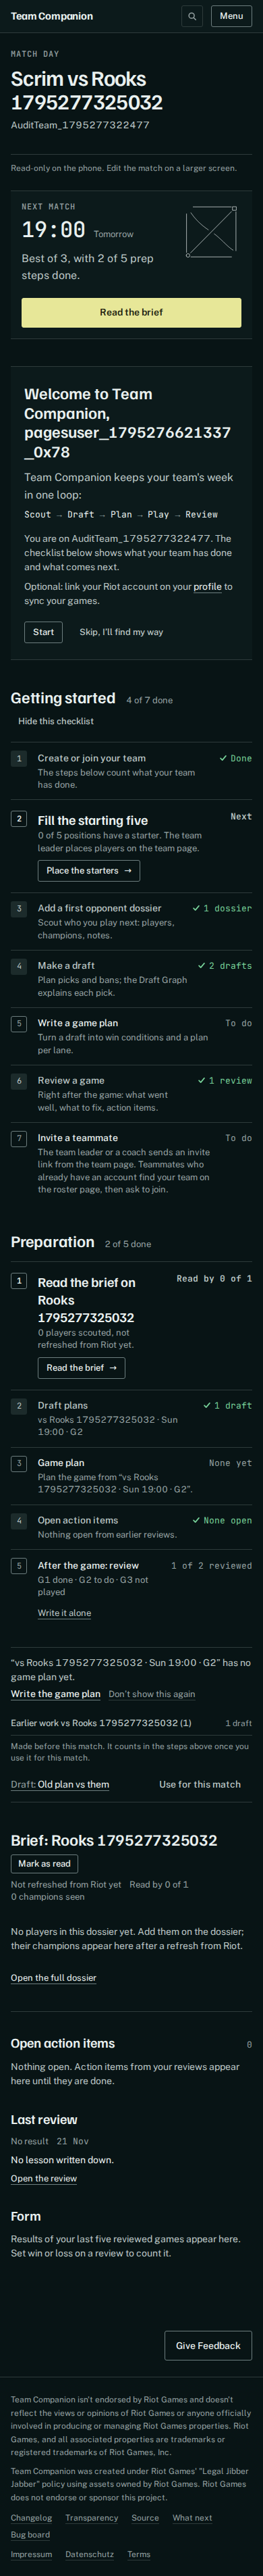 Team Companion
Menu
MATCH DAY
Scrim vs Rooks
1795277325032
AuditTeam_1795277322477
Read-only on the phone. Edit the match on a larger screen.
NEXT MATCH
19:00 Tomorrow
Best of 3, with 2 of 5 prep
steps done.
Read the brief
Welcome to Team
Companion,
pagesuser_1795276621337
_0x78
Team Companion keeps your team's week
in one loop:
Scout → Draft → Plan → Play → Review
You are on AuditTeam_1795277322477. The
checklist below shows what your team has done
and what comes next.
Optional: link your Riot account on your profile to
sync your games.
Start
Skip, I'll find my way
Getting started 4 of 7 done
Hide this checklist
1 Create or join your team ✓ Done
The steps below count what your team
has done.
2 Fill the starting five Next
0 of 5 positions have a starter. The team
leader places players on the team page.
Place the starters →
3 Add a first opponent dossier ✓ 1 dossier
Scout who you play next: players,
champions, notes.
4 Make a draft ✓ 2 drafts
Plan picks and bans; the Draft Graph
explains each pick.
5 Write a game plan To do
Turn a draft into win conditions and a plan
per lane.
6 Review a game ✓ 1 review
Right after the game: what went
well, what to fix, action items.
7 Invite a teammate To do
The team leader or a coach sends an invite
link from the team page. Teammates who
already have an account find your team on
the roster page, then ask to join.
Preparation 2 of 5 done
1 Read the brief on Read by 0 of 1
Rooks
1795277325032
0 players scouted, not
refreshed from Riot yet.
Read the brief →
2 Draft plans ✓ 1 draft
vs Rooks 1795277325032 · Sun
19:00 · G2
3 Game plan None yet
Plan the game from “vs Rooks
1795277325032 · Sun 19:00 · G2”.
4 Open action items ✓ None open
Nothing open from earlier reviews.
5 After the game: review 1 of 2 reviewed
G1 done · G2 to do · G3 not
played
Write it alone
“vs Rooks 1795277325032 · Sun 19:00 · G2” has no
game plan yet.
Write the game plan Don't show this again
Earlier work vs Rooks 1795277325032 (1) 1 draft
Made before this match. It counts in the steps above once you
use it for this match.
Draft: Old plan vs them Use for this match
Brief: Rooks 1795277325032
Mark as read
Not refreshed from Riot yet Read by 0 of 1
0 champions seen
No players in this dossier yet. Add them on the dossier;
their champions appear here after a refresh from Riot.
Open the full dossier
Open action items 0
Nothing open. Action items from your reviews appear
here until they are done.
Last review
No result 21 Nov
No lesson written down.
Open the review
Form
Results of your last five reviewed games appear here.
Set win or loss on a review to count it.
Give Feedback
Team Companion isn't endorsed by Riot Games and doesn't
reflect the views or opinions of Riot Games or anyone officially
involved in producing or managing Riot Games properties. Riot
Games, and all associated properties are trademarks or
registered trademarks of Riot Games, Inc.
Team Companion was created under Riot Games' "Legal Jibber
Jabber" policy using assets owned by Riot Games. Riot Games
does not endorse or sponsor this project.
Changelog Transparency Source What next
Bug board
Impressum Datenschutz Terms